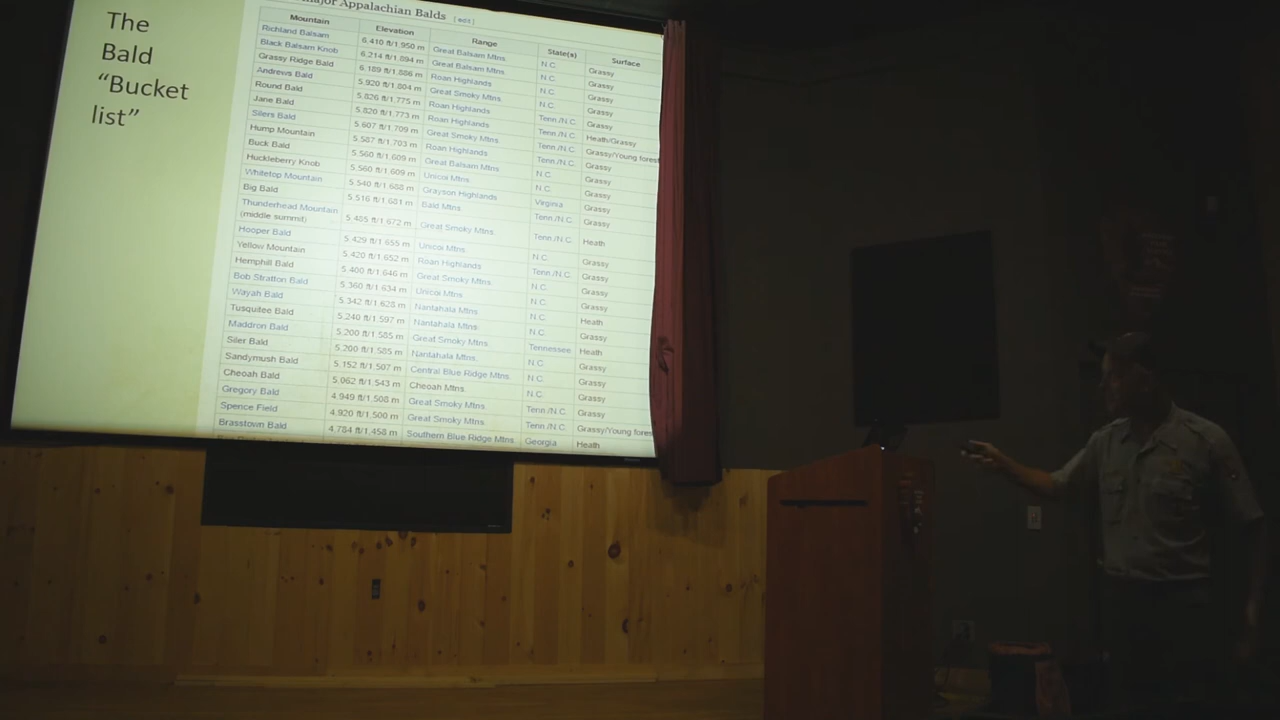 The
Bald
“Bucket
list”
major Appalachian Balds [edit]
Mountain Elevation Range State(s) Surface
Richland Balsam 6,410 ft/1,950 m Great Balsam Mtns. N.C. Grassy
Black Balsam Knob 6,214 ft/1,894 m Great Balsam Mtns. N.C. Grassy
Grassy Ridge Bald 6,189 ft/1,886 m Roan Highlands N.C. Grassy
Andrews Bald 5,920 ft/1,804 m Great Smoky Mtns. N.C. Grassy
Round Bald 5,826 ft/1,775 m Roan Highlands Tenn./N.C. Grassy
Jane Bald 5,820 ft/1,773 m Roan Highlands Tenn./N.C. Heath/Grassy
Silers Bald 5,607 ft/1,709 m Great Smoky Mtns. Tenn./N.C. Grassy/Young forest
Hump Mountain 5,587 ft/1,703 m Roan Highlands Tenn./N.C. Grassy
Buck Bald 5,560 ft/1,609 m Great Balsam Mtns. N.C. Grassy
Huckleberry Knob 5,560 ft/1,609 m Unicoi Mtns. N.C. Grassy
Whitetop Mountain 5,540 ft/1,688 m Grayson Highlands Virginia Grassy
Big Bald 5,516 ft/1,681 m Bald Mtns. Tenn./N.C. Grassy
Thunderhead Mountain
(middle summit) 5,485 ft/1,672 m Great Smoky Mtns. Tenn./N.C. Heath
Hooper Bald 5,429 ft/1,655 m Unicoi Mtns. N.C. Grassy
Yellow Mountain 5,420 ft/1,652 m Roan Highlands Tenn./N.C. Grassy
Hemphill Bald 5,400 ft/1,646 m Great Smoky Mtns. N.C. Grassy
Bob Stratton Bald 5,360 ft/1,634 m Unicoi Mtns. N.C. Grassy
Wayah Bald 5,342 ft/1,628 m Nantahala Mtns. N.C. Heath
Tusquitee Bald 5,240 ft/1,597 m Nantahala Mtns. N.C. Grassy
Maddron Bald 5,200 ft/1,585 m Great Smoky Mtns. Tennessee Heath
Siler Bald 5,200 ft/1,585 m Nantahala Mtns. N.C. Grassy
Sandymush Bald 5,152 ft/1,507 m Central Blue Ridge Mtns. N.C. Grassy
Cheoah Bald 5,062 ft/1,543 m Cheoah Mtns. N.C. Grassy
Gregory Bald 4,949 ft/1,508 m Great Smoky Mtns. Tenn./N.C. Grassy
Spence Field 4,920 ft/1,500 m Great Smoky Mtns. Tenn./N.C. Grassy/Young fores
Brasstown Bald 4,784 ft/1,458 m Southern Blue Ridge Mtns. Georgia Heath